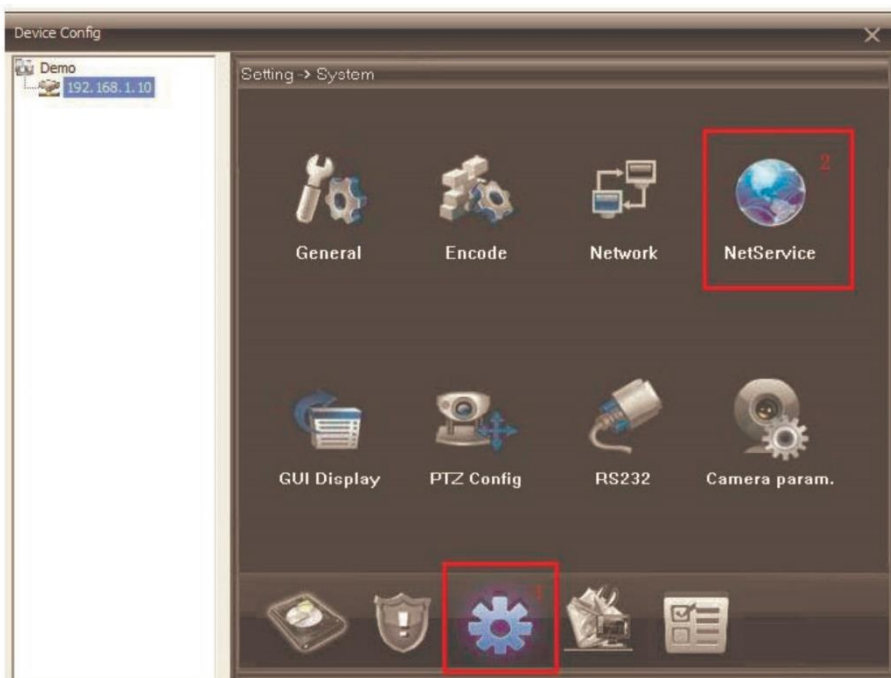 Device Config
Demo
192.168.1.10
Setting -> System
2
General Encode Network NetService
GUI Display PTZ Config RS232 Camera param.
1